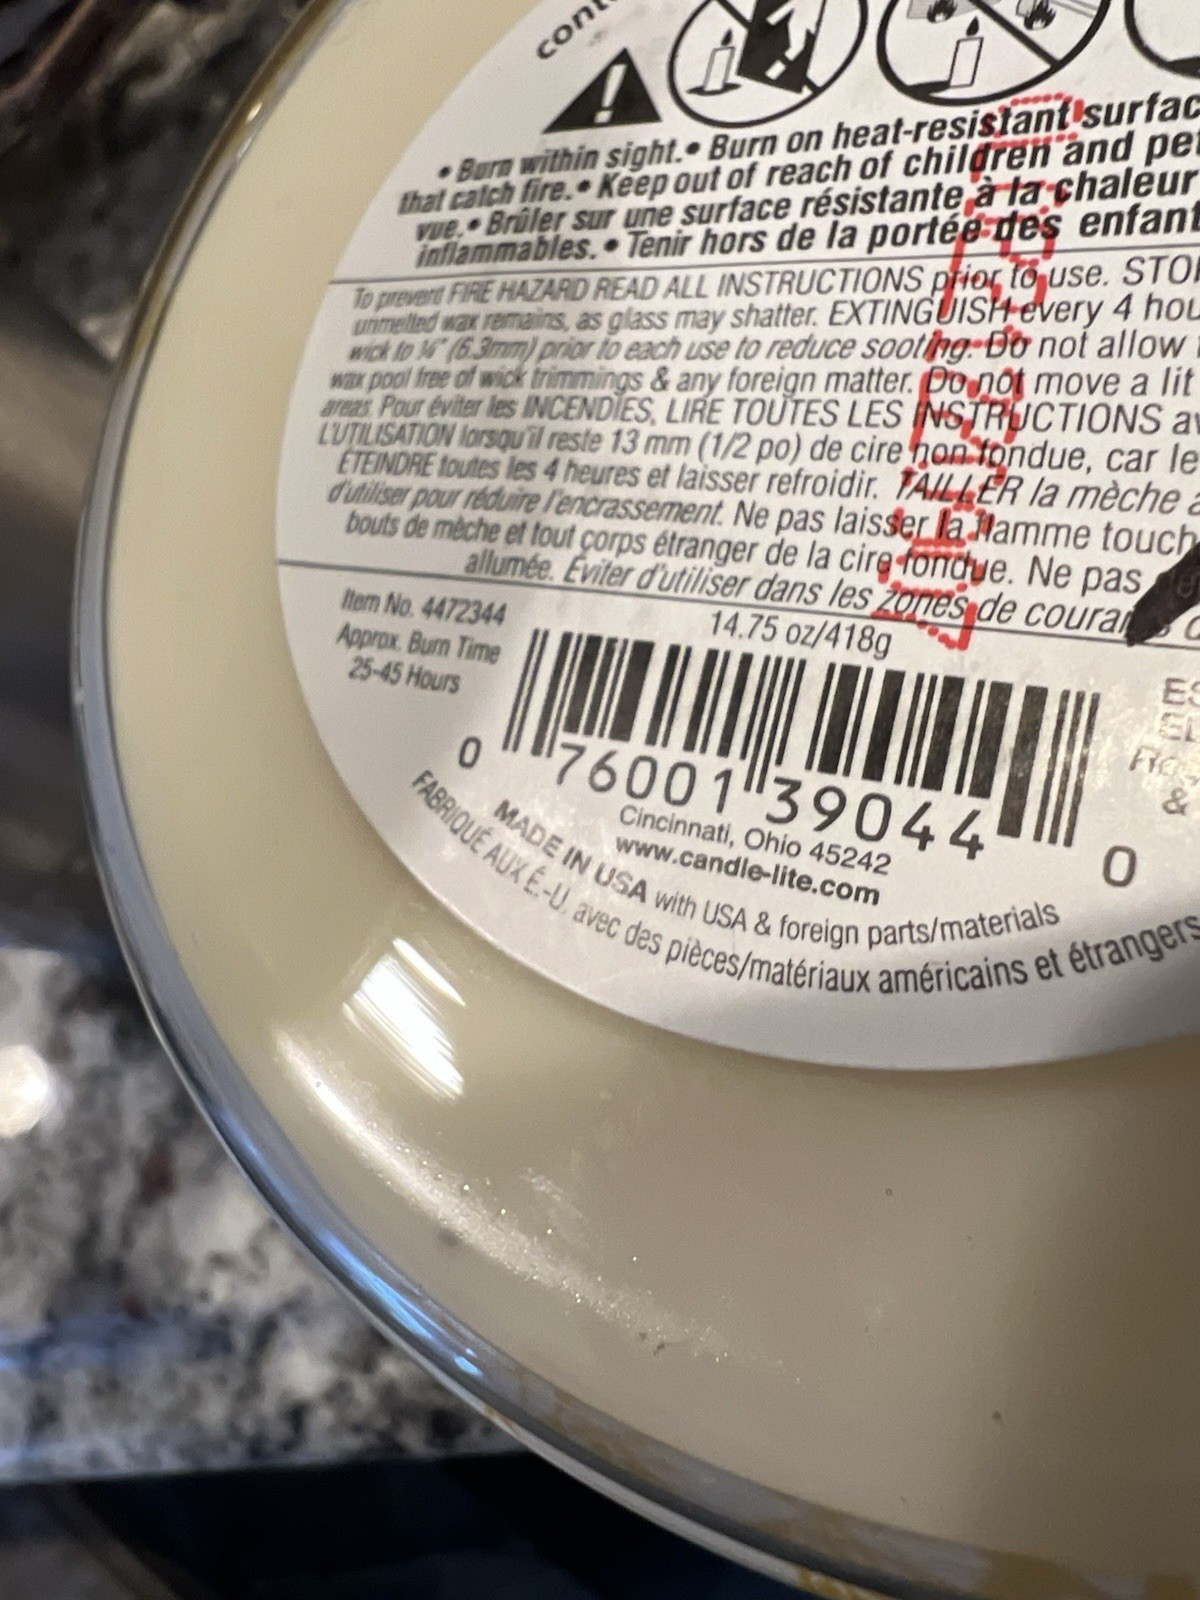 • Burn within sight. • Burn on heat-resistant surfac
that catch fire. • Keep out of reach of children and pet
vue. • Brûler sur une surface résistante à la chaleur
inflammables. • Tenir hors de la portée des enfant
To prevent FIRE HAZARD READ ALL INSTRUCTIONS prior to use. STO
unmelted wax remains, as glass may shatter. EXTINGUISH every 4 hou
wick to ¼" (6.3mm) prior to each use to reduce sooting. Do not allow
wax pool free of wick trimmings & any foreign matter. Do not move a lit
areas. Pour éviter les INCENDIES, LIRE TOUTES LES INSTRUCTIONS av
L'UTILISATION lorsqu'il reste 13 mm (1/2 po) de cire non fondue, car le
ÉTEINDRE toutes les 4 heures et laisser refroidir. TAILLER la mèche
d'utiliser pour réduire l'encrassement. Ne pas laisser la flamme touch
bouts de mèche et tout corps étranger de la cire fondue. Ne pas
allumée. Éviter d'utiliser dans les zones de couran
Item No. 4472344
Approx. Burn Time
25-45 Hours
14.75 oz/418g
0 76001 39044 0
Cincinnati, Ohio 45242
www.candle-lite.com
MADE IN USA with USA & foreign parts/materials
FABRIQUÉ AUX É.-U. avec des pièces/matériaux américains et étrangers